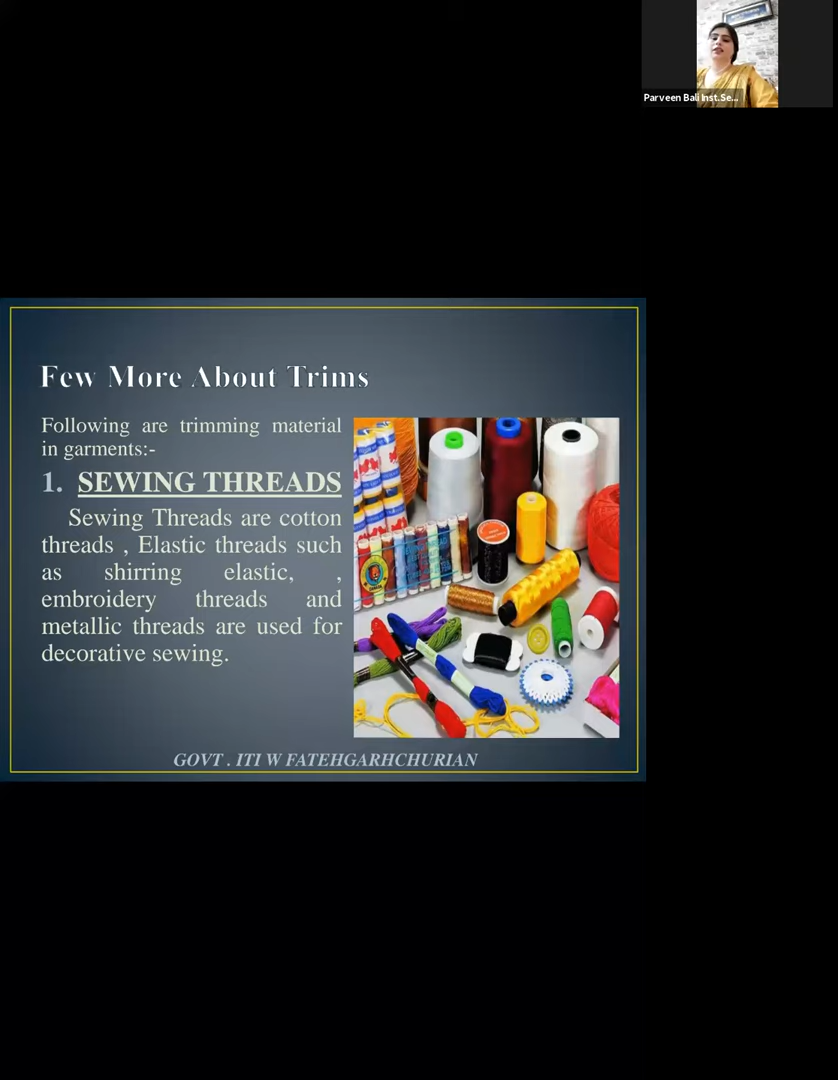 Parveen Bali Inst.Se...
Few More About Trims
Following are trimming material
in garments:-
1. SEWING THREADS
Sewing Threads are cotton
threads , Elastic threads such
as shirring elastic, ,
embroidery threads and
metallic threads are used for
decorative sewing.
GOVT . ITI W FATEHGARHCHURIAN